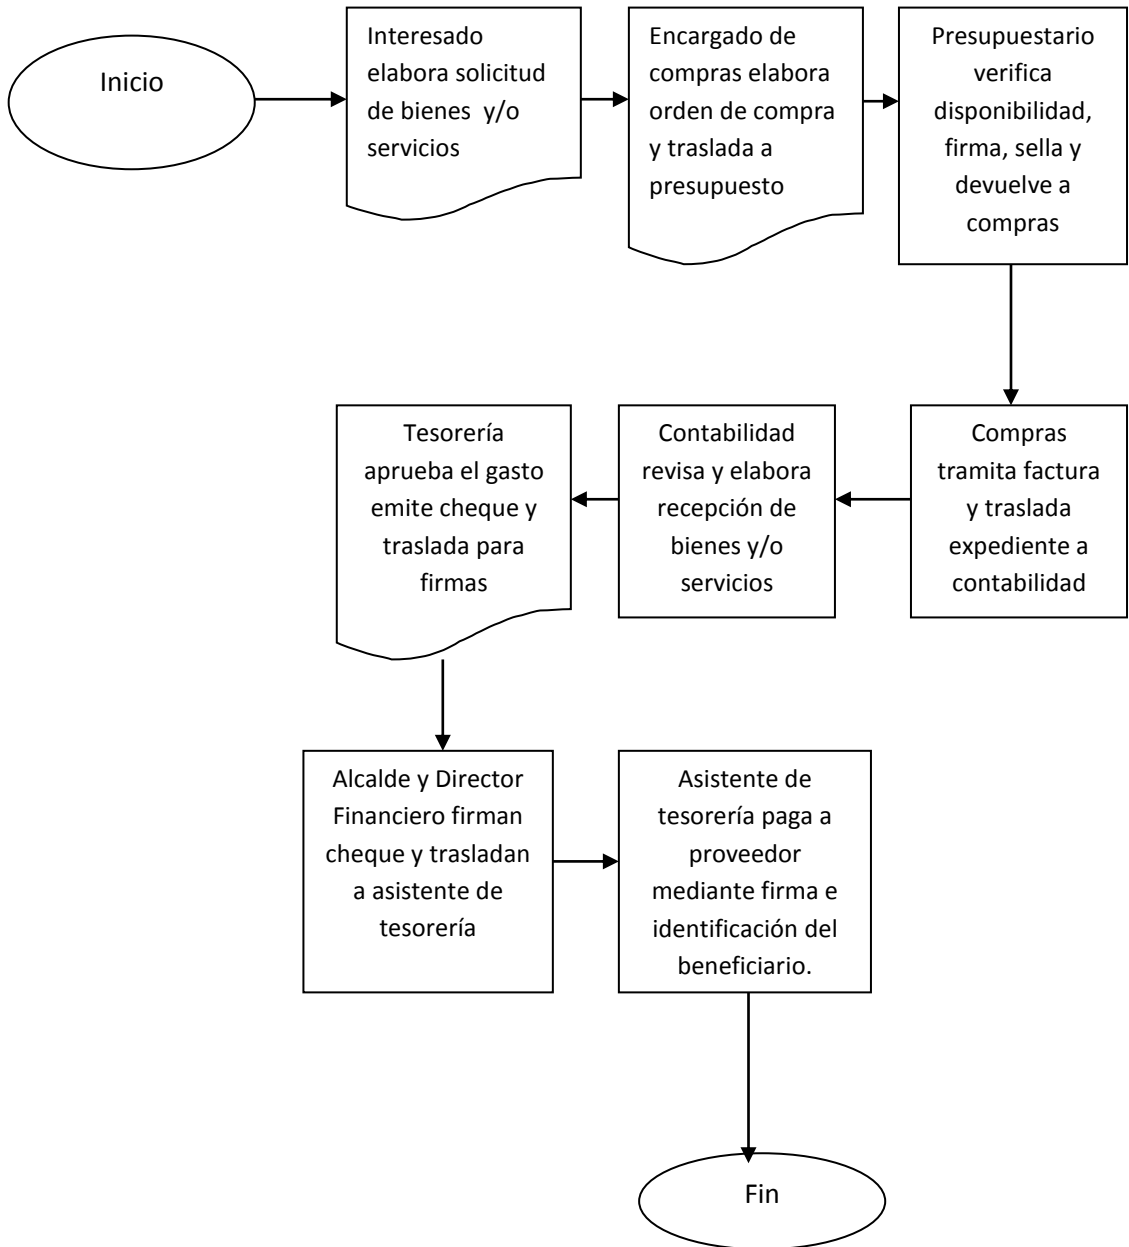 Inicio
Interesado
elabora solicitud
de bienes y/o
servicios
Encargado de
compras elabora
orden de compra
y traslada a
presupuesto
Presupuestario
verifica
disponibilidad,
firma, sella y
devuelve a
compras
Compras
tramita factura
y traslada
expediente a
contabilidad
Contabilidad
revisa y elabora
recepción de
bienes y/o
servicios
Tesorería
aprueba el gasto
emite cheque y
traslada para
firmas
Alcalde y Director
Financiero firman
cheque y trasladan
a asistente de
tesorería
Asistente de
tesorería paga a
proveedor
mediante firma e
identificación del
beneficiario.
Fin